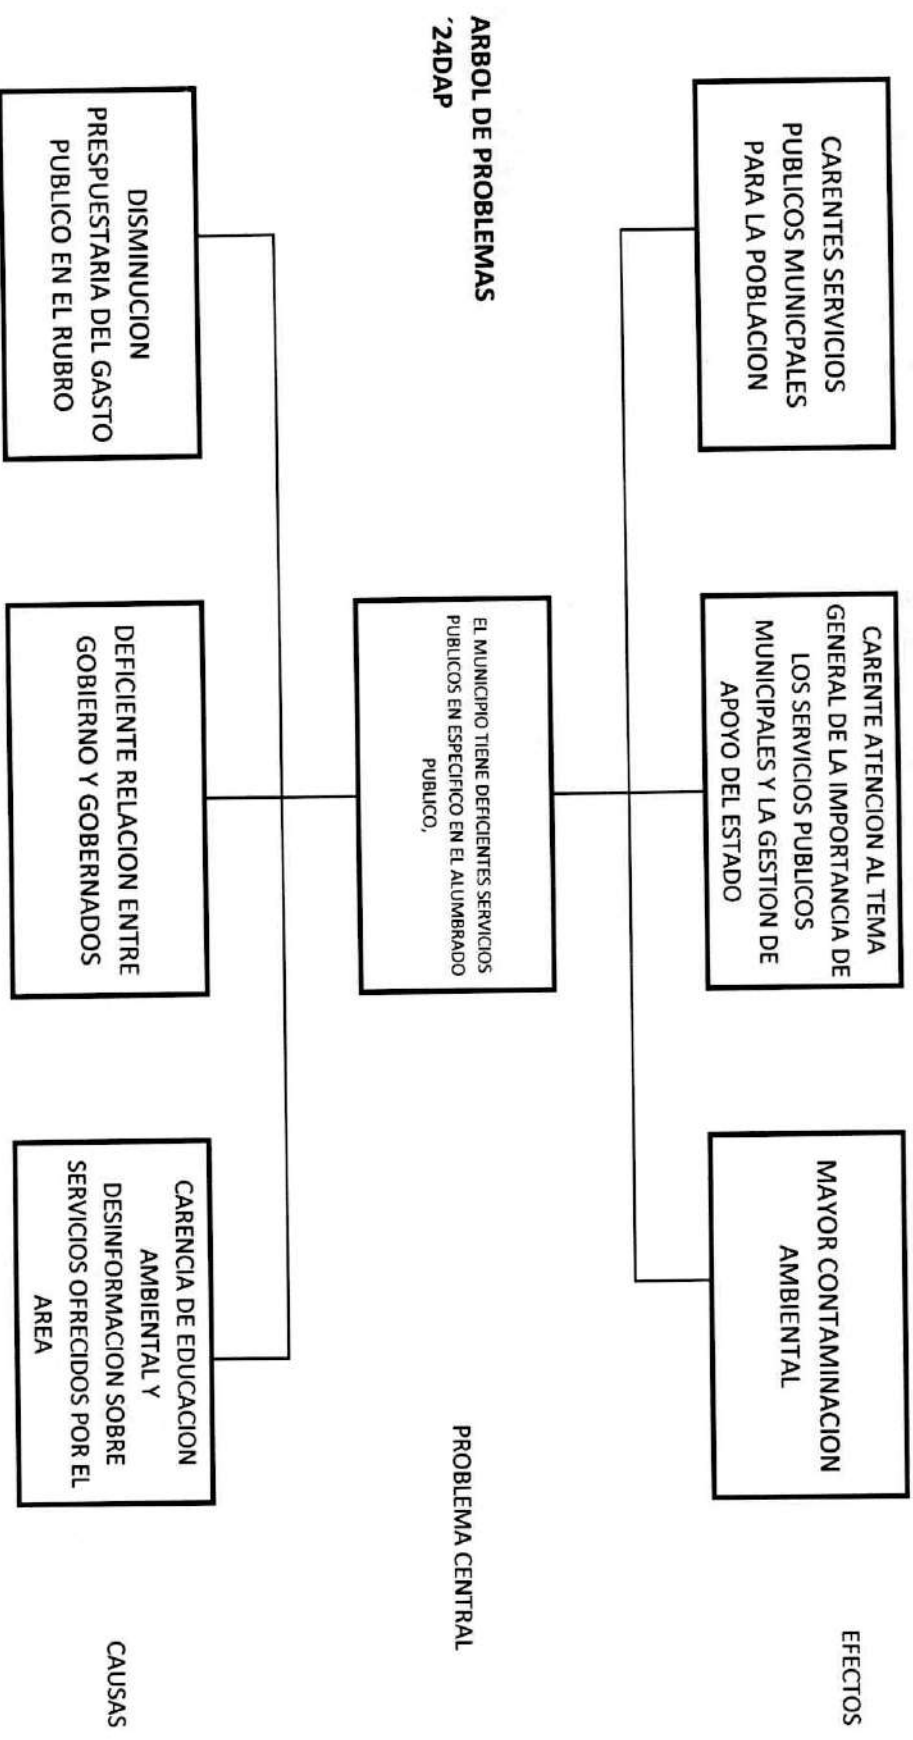 CARENTES SERVICIOS
PUBLICOS MUNICPALES
PARA LA POBLACION
CARENTE ATENCION AL TEMA
GENERAL DE LA IMPORTANCIA DE
LOS SERVICIOS PUBLICOS
MUNICIPALES Y LA GESTION DE
APOYO DEL ESTADO
MAYOR CONTAMINACION
AMBIENTAL
EFECTOS
ARBOL DE PROBLEMAS
´24DAP
EL MUNICIPIO TIENE DEFICIENTES SERVICIOS
PUBLICOS EN ESPECIFICO EN EL ALUMBRADO
PUBLICO,
PROBLEMA CENTRAL
DISMINUCION
PRESPUESTARIA DEL GASTO
PUBLICO EN EL RUBRO
DEFICIENTE RELACION ENTRE
GOBIERNO Y GOBERNADOS
CARENCIA DE EDUCACION
AMBIENTAL Y
DESINFORMACION SOBRE
SERVICIOS OFRECIDOS POR EL
AREA
CAUSAS